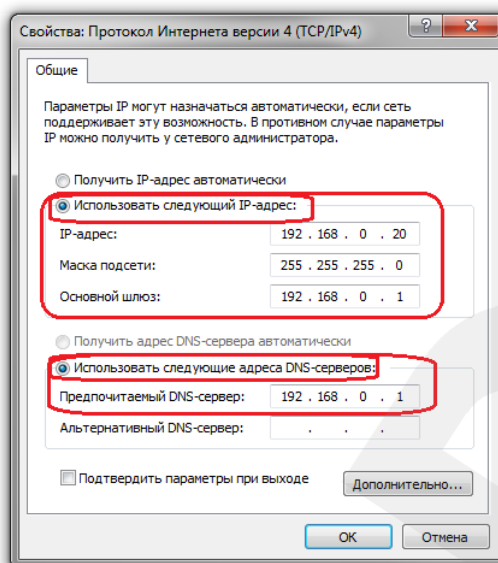 Свойства: Протокол Интернета версии 4 (TCP/IPv4)
Общие
Параметры IP могут назначаться автоматически, если сеть
поддерживает эту возможность. В противном случае параметры
IP можно получить у сетевого администратора.
Получить IP-адрес автоматически
Использовать следующий IP-адрес:
IP-адрес: 192 . 168 . 0 . 20
Маска подсети: 255 . 255 . 255 . 0
Основной шлюз: 192 . 168 . 0 . 1
Получить адрес DNS-сервера автоматически
Использовать следующие адреса DNS-серверов:
Предпочитаемый DNS-сервер: 192 . 168 . 0 . 1
Альтернативный DNS-сервер: . . .
Подтвердить параметры при выходе Дополнительно...
OK Отмена